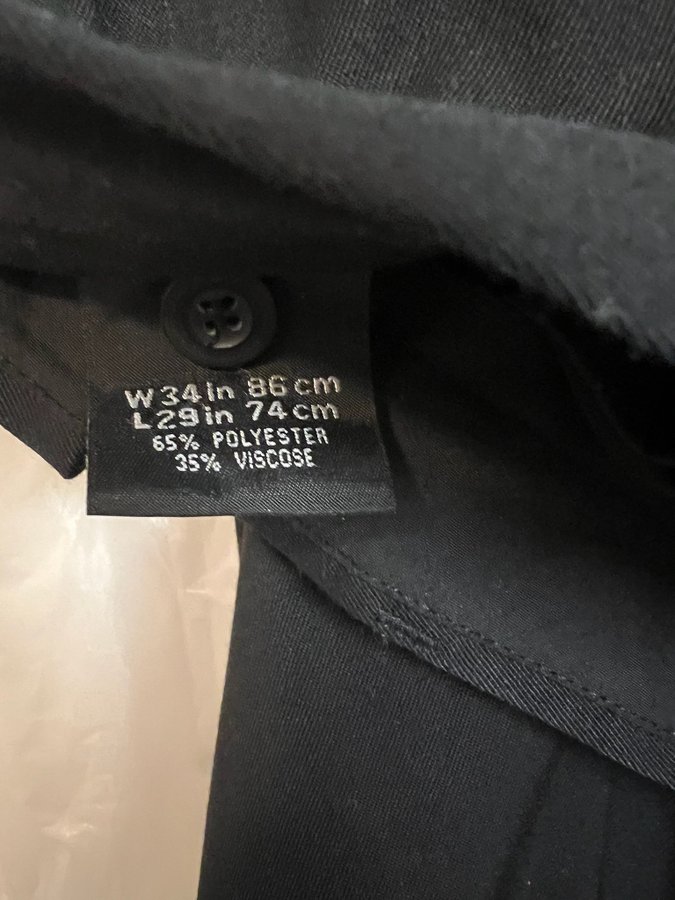 W34in 86cm
L29in 74cm
65% POLYESTER
35% VISCOSE